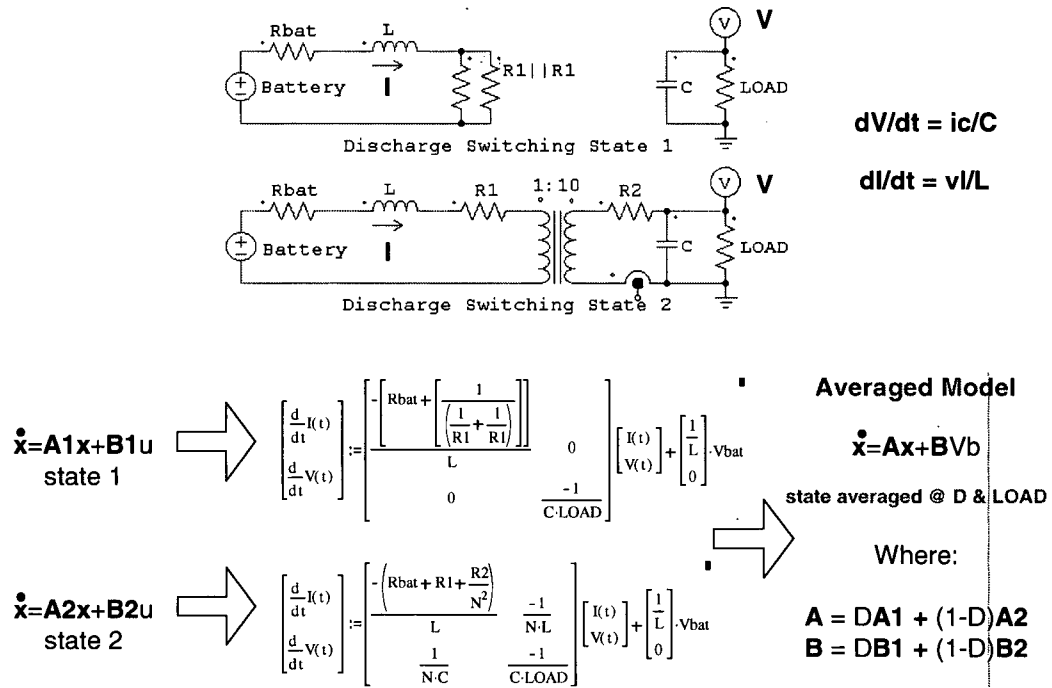 Rbat L
I
Battery
R1||R1
C
LOAD
V V
Discharge Switching State 1
dV/dt = ic/C
dI/dt = vl/L
Rbat L R1 1:10 R2
I
Battery
C
LOAD
V V
Discharge Switching State 2
ẋ=A1x+B1u
state 1
[d/dt I(t) d/dt V(t)] := [-[Rbat+[1/(1/R1+1/R1)]]/L 0 0 -1/(C·LOAD)] [I(t) V(t)] + [1/L 0]·Vbat
ẋ=A2x+B2u
state 2
[d/dt I(t) d/dt V(t)] := [-(Rbat+R1+R2/N²)/L -1/(N·L) 1/(N·C) -1/(C·LOAD)] [I(t) V(t)] + [1/L 0]·Vbat
Averaged Model
ẋ=Ax+BVb
state averaged @ D & LOAD
Where:
A = DA1 + (1-D)A2
B = DB1 + (1-D)B2